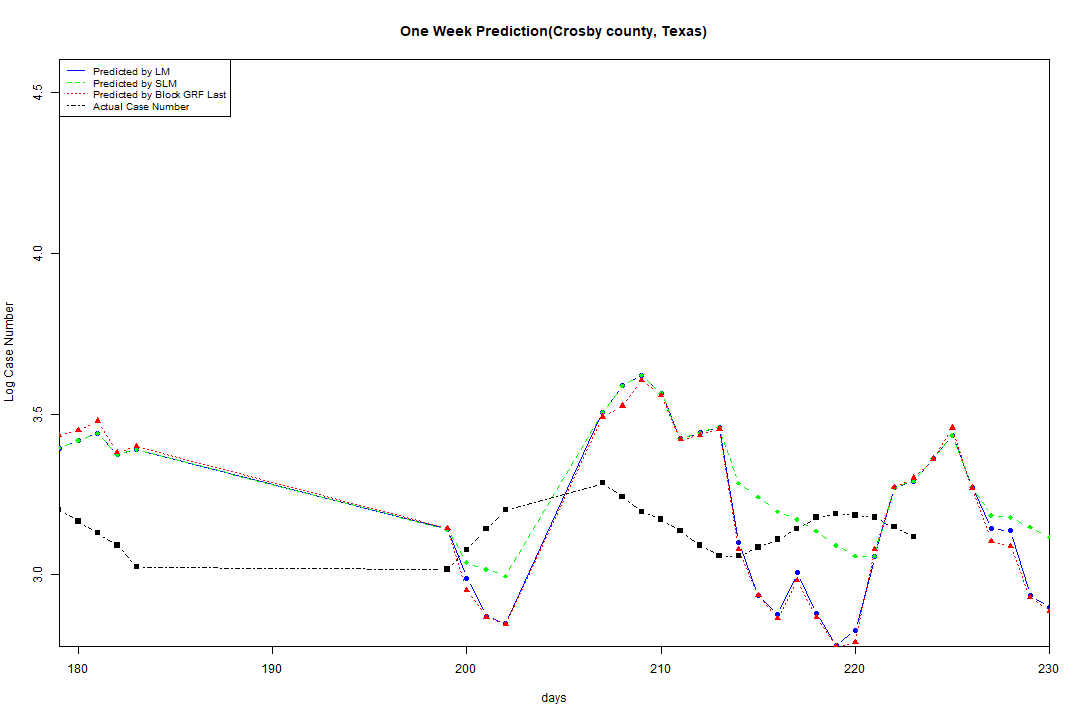 One Week Prediction(Crosby county, Texas)
Predicted by LM
Predicted by SLM
Predicted by Block GRF Last
Actual Case Number
4.5
4.0
3.5
3.0
Log Case Number
180 190 200 210 220 230
days